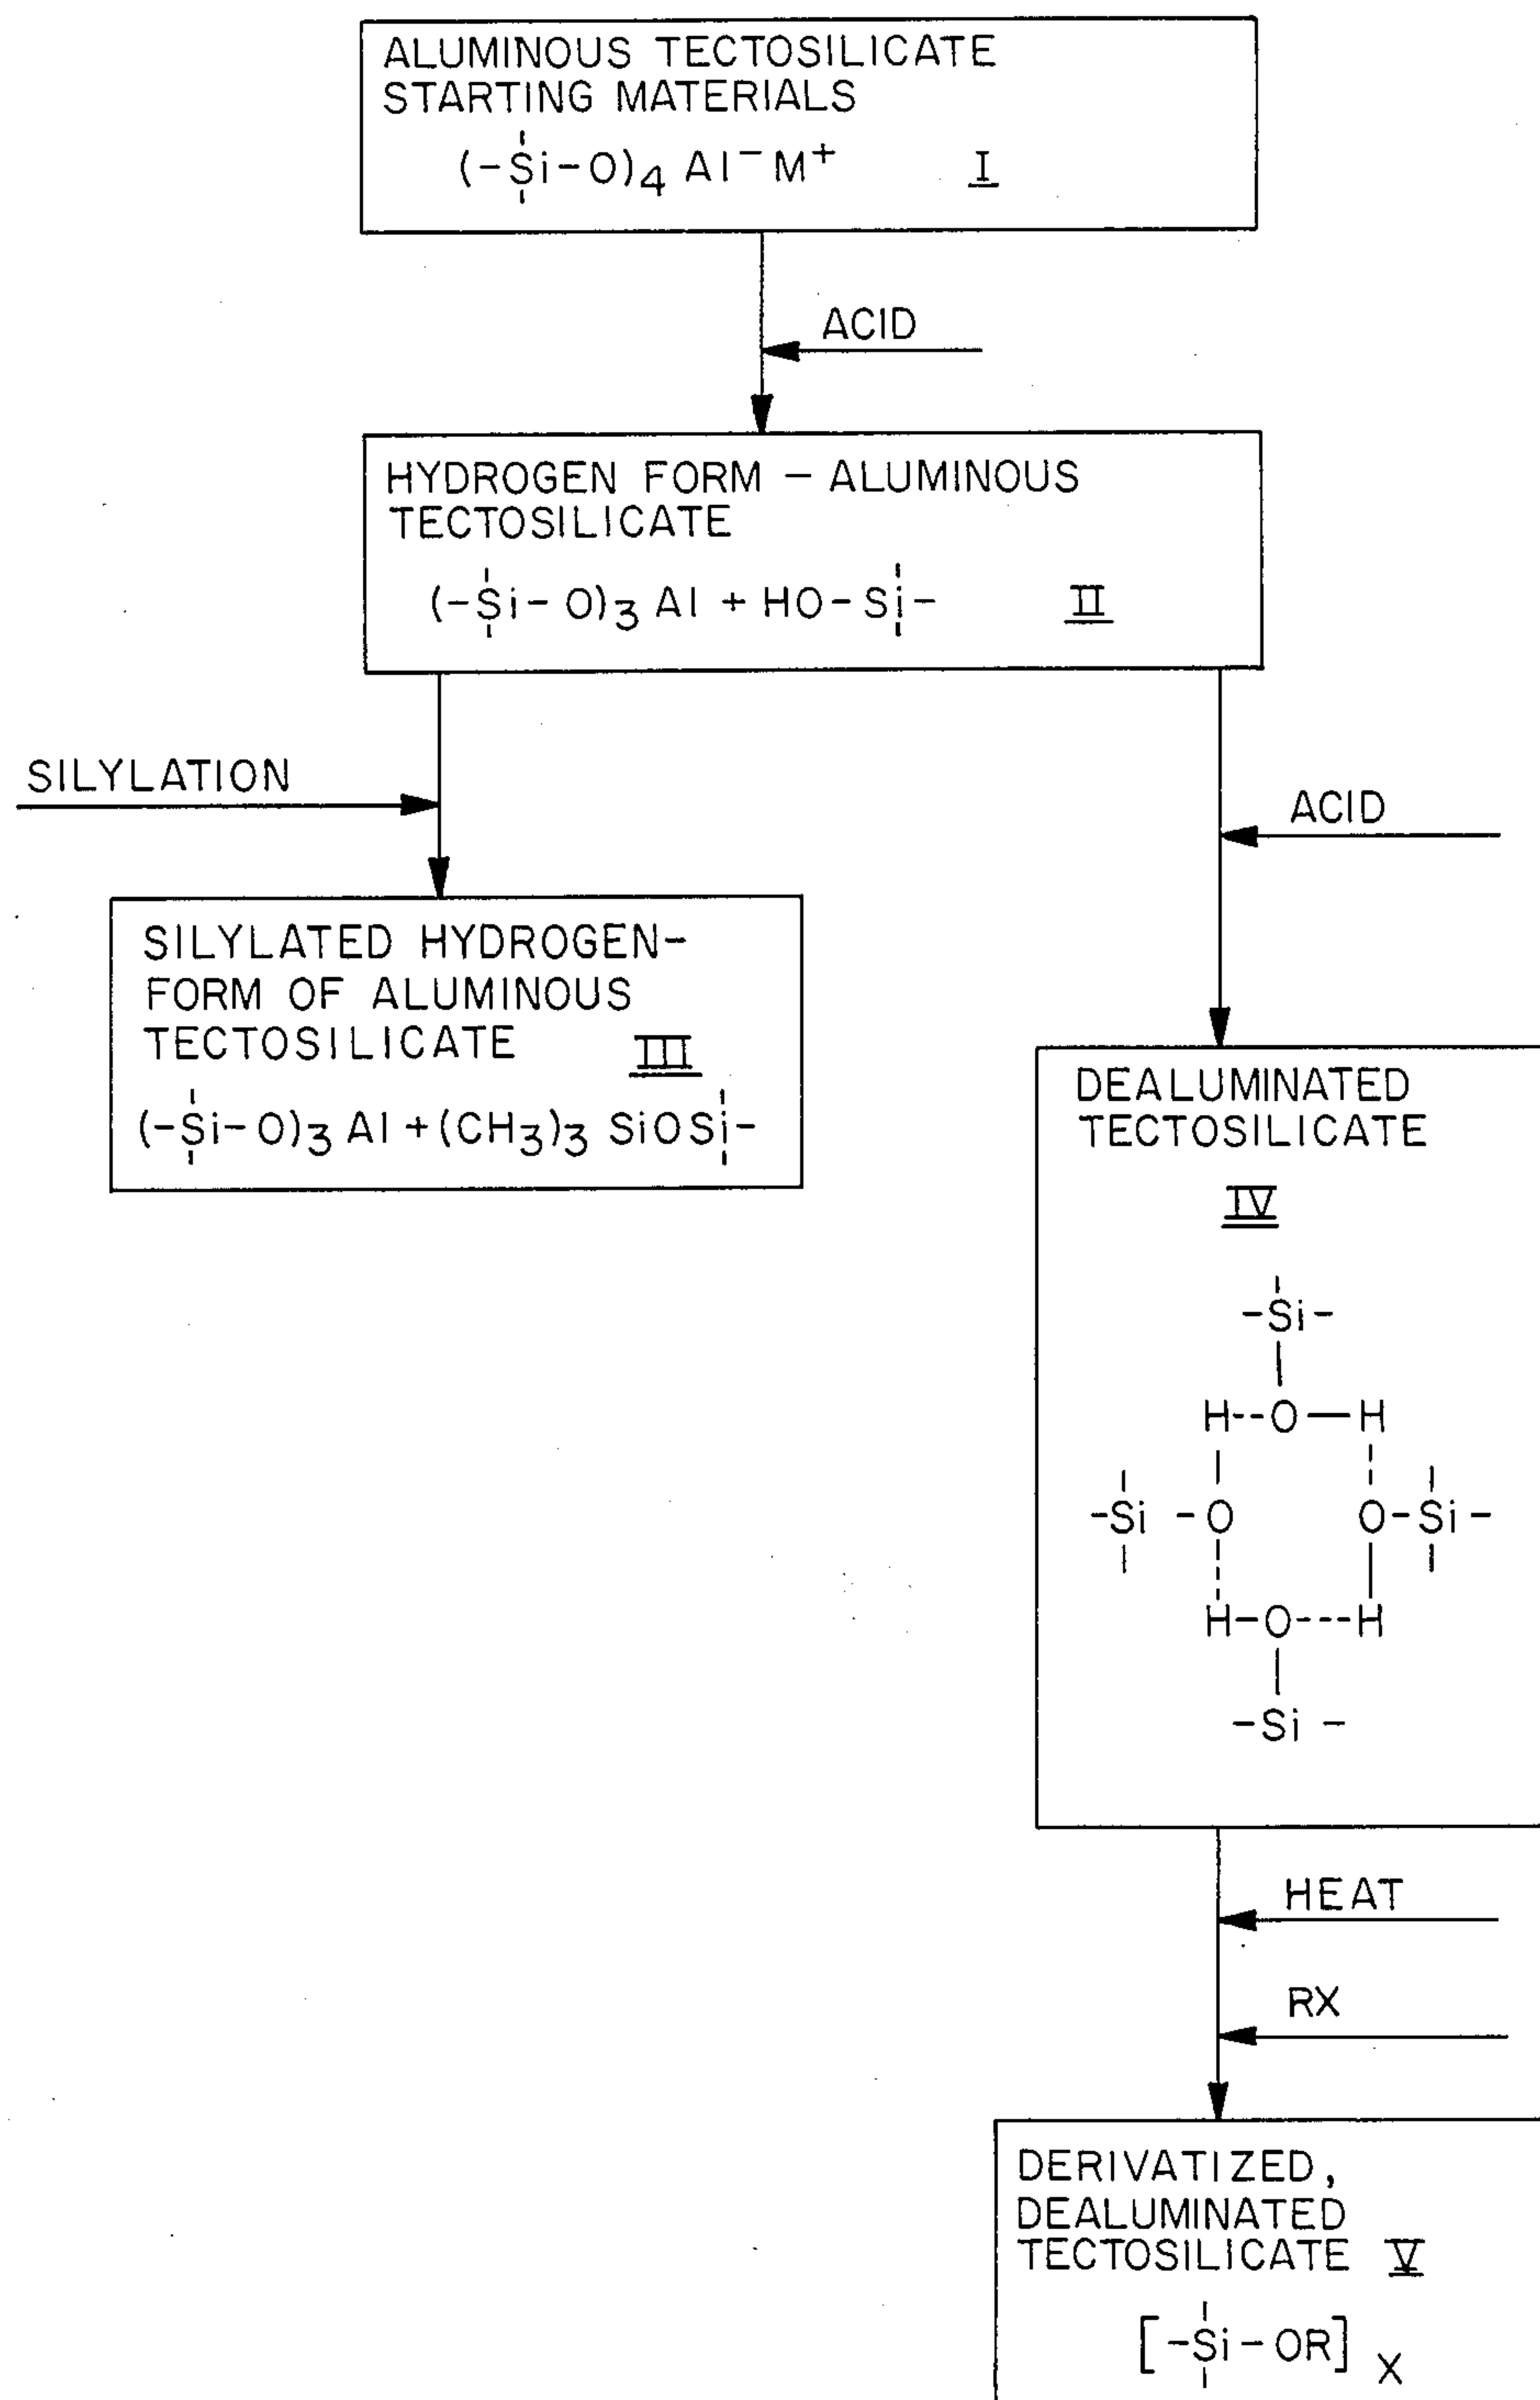 ALUMINOUS TECTOSILICATE
STARTING MATERIALS
(-Si-O)4 Al⁻ M⁺ I
ACID
HYDROGEN FORM – ALUMINOUS
TECTOSILICATE
(-Si-O)3 Al + HO-Si- II
SILYLATION
ACID
SILYLATED HYDROGEN-
FORM OF ALUMINOUS
TECTOSILICATE III
(-Si-O)3 Al + (CH3)3 SiOSi-
DEALUMINATED
TECTOSILICATE
IV
-Si-
H--O—H
-Si -O O-Si-
H-O---H
-Si -
HEAT
RX
DERIVATIZED,
DEALUMINATED
TECTOSILICATE V
[-Si-OR] X